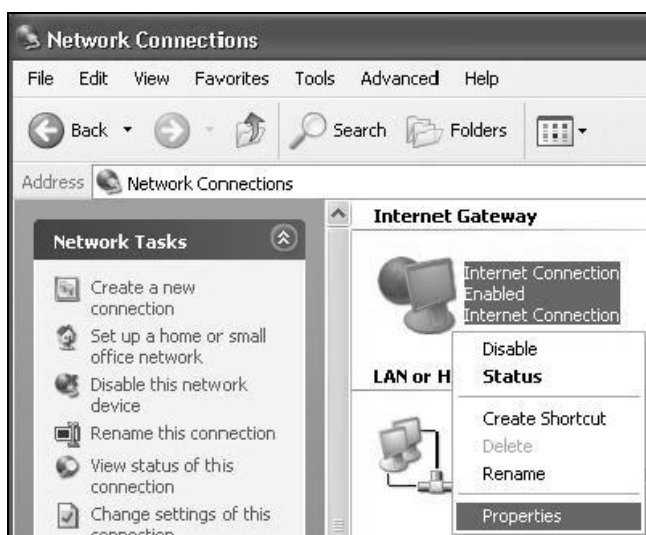 Network Connections
File Edit View Favorites Tools Advanced Help
Back Search Folders
Address Network Connections
Network Tasks
Create a new
connection
Set up a home or small
office network
Disable this network
device
Rename this connection
View status of this
connection
Change settings of this
connection
Internet Gateway
Internet Connection
Enabled
Internet Connection
LAN or H
Disable
Status
Create Shortcut
Delete
Rename
Properties